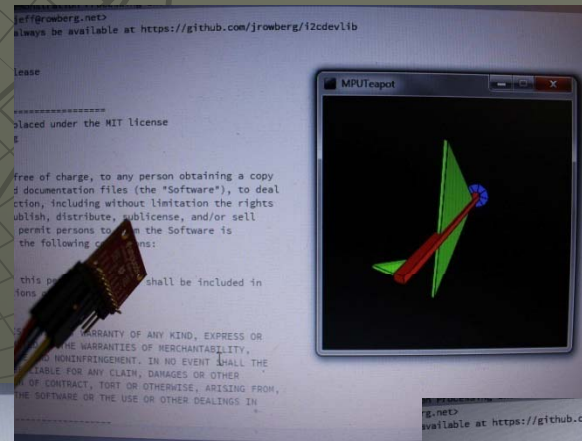 jeff@rowberg.net>
always be available at https://github.com/jrowberg/i2cdevlib
lease
================
placed under the MIT license
free of charge, to any person obtaining a copy
d documentation files (the "Software"), to deal
ction, including without limitation the rights
ublish, distribute, sublicense, and/or sell
permit persons to the Software is
the following
this shall be included in
ions
WARRANTY OF ANY KIND, EXPRESS OR
THE WARRANTIES OF MERCHANTABILITY,
NONINFRINGEMENT. IN NO EVENT SHALL THE
LIABLE FOR ANY CLAIM, DAMAGES OR OTHER
OF CONTRACT, TORT OR OTHERWISE, ARISING FROM,
THE SOFTWARE OR THE USE OR OTHER DEALINGS IN
MPUTeapot
rg.net>
available at https://github.c